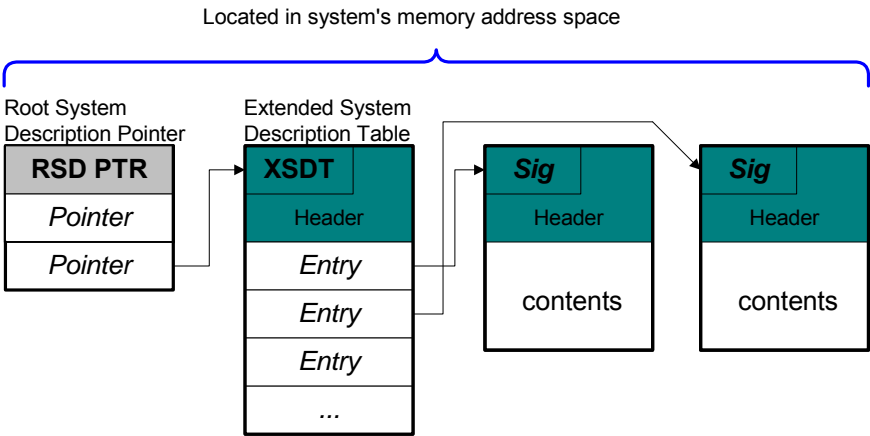 Located in system's memory address space
Root System
Description Pointer
RSD PTR
Pointer
Pointer
Extended System
Description Table
XSDT
Header
Entry
Entry
Entry
...
Sig
Header
contents
Sig
Header
contents